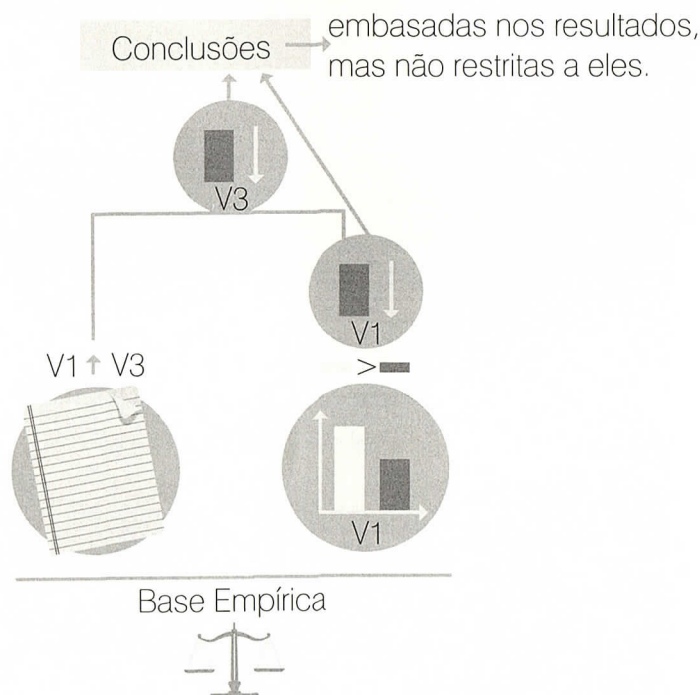 Conclusões
embasadas nos resultados,
mas não restritas a eles.
V3
V1
V1 ↑ V3
>
V1
Base Empírica